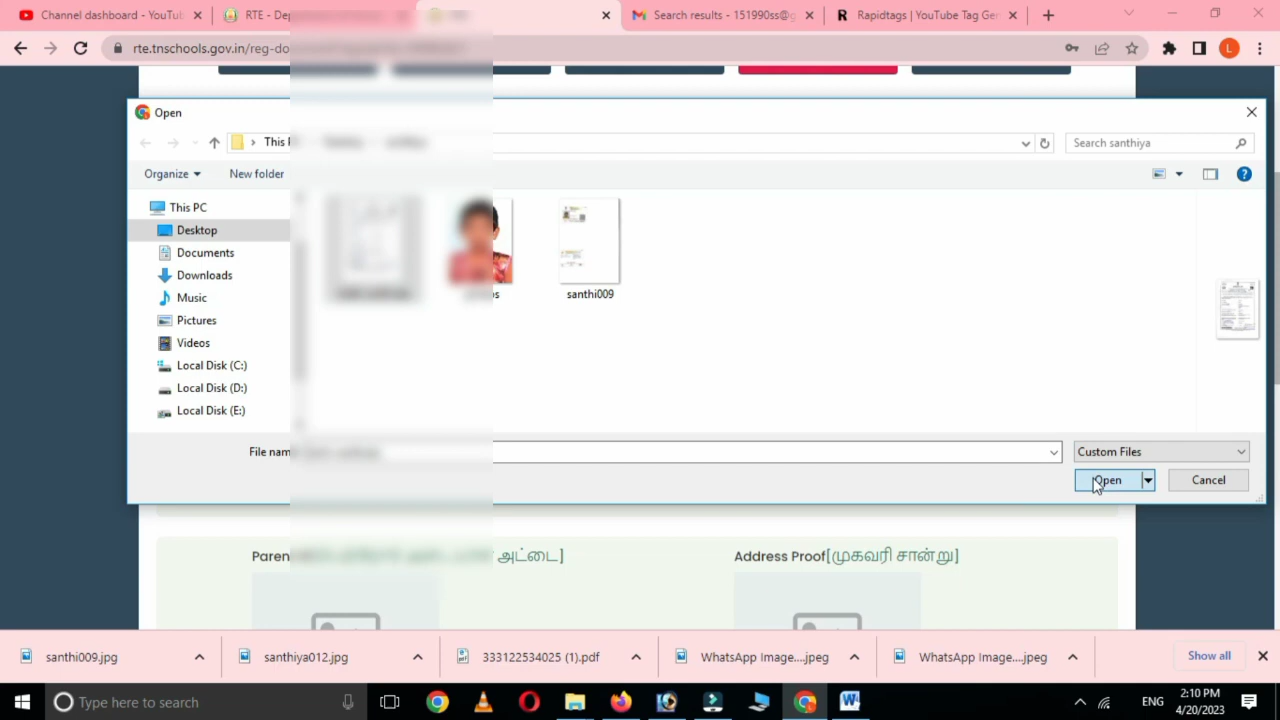 Channel dashboard - YouTu
RTE - De
Search results - 151990ss@g
Rapidtags | YouTube Tag Gen
rte.tnschools.gov.in/reg-do
L
Open
This P
Search santhiya
Organize
New folder
This PC
Desktop
Documents
Downloads
Music
Pictures
Videos
Local Disk (C:)
Local Disk (D:)
Local Disk (E:)
santhi009
File nam
Custom Files
Open
Cancel
Paren அட்டை]
Address Proof[முகவரி சான்று]
santhi009.jpg
santhiya012.jpg
333122534025 (1).pdf
WhatsApp Image....jpeg
WhatsApp Image....jpeg
Show all
Type here to search
ENG
2:10 PM
4/20/2023